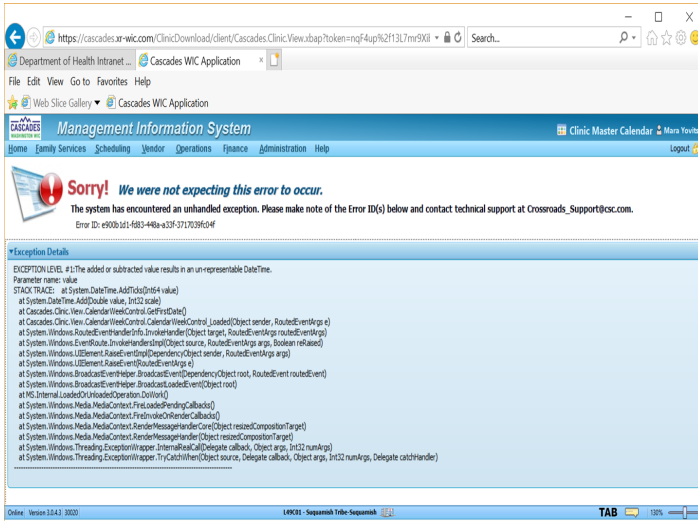 https://cascades.xr-wic.com/ClinicDownload/client/Cascades.Clinic.View.xbap?token=nqF4up%2f13L7mr9Xil
Search...
Department of Health Intranet ...
Cascades WIC Application
File Edit View Go to Favorites Help
Web Slice Gallery
Cascades WIC Application
CASCADES
WASHINGTON WIC
Management Information System
Clinic Master Calendar
Mara Yovits
Home Family Services Scheduling Vendor Operations Finance Administration Help
Logout
Sorry! We were not expecting this error to occur.
The system has encountered an unhandled exception. Please make note of the Error ID(s) below and contact technical support at Crossroads_Support@csc.com.
Error ID: e900b1d1-fd83-448a-a33f-3717039fc04f
Exception Details
EXCEPTION LEVEL #1:The added or subtracted value results in an un-representable DateTime.
Parameter name: value
STACK TRACE: at System.DateTime.AddTicks(Int64 value)
at System.DateTime.Add(Double value, Int32 scale)
at Cascades.Clinic.View.CalendarWeekControl.GetFirstDate()
at Cascades.Clinic.View.CalendarWeekControl.CalendarWeekControl_Loaded(Object sender, RoutedEventArgs e)
at System.Windows.RoutedEventHandlerInfo.InvokeHandler(Object target, RoutedEventArgs routedEventArgs)
at System.Windows.EventRoute.InvokeHandlersImpl(Object source, RoutedEventArgs args, Boolean reRaised)
at System.Windows.UIElement.RaiseEventImpl(DependencyObject sender, RoutedEventArgs args)
at System.Windows.UIElement.RaiseEvent(RoutedEventArgs e)
at System.Windows.BroadcastEventHelper.BroadcastEvent(DependencyObject root, RoutedEvent routedEvent)
at System.Windows.BroadcastEventHelper.BroadcastLoadedEvent(Object root)
at MS.Internal.LoadedOrUnloadedOperation.DoWork()
at System.Windows.Media.MediaContext.FireLoadedPendingCallbacks()
at System.Windows.Media.MediaContext.FireInvokeOnRenderCallbacks()
at System.Windows.Media.MediaContext.RenderMessageHandlerCore(Object resizedCompositionTarget)
at System.Windows.Media.MediaContext.RenderMessageHandler(Object resizedCompositionTarget)
at System.Windows.Threading.ExceptionWrapper.InternalRealCall(Delegate callback, Object args, Int32 numArgs)
at System.Windows.Threading.ExceptionWrapper.TryCatchWhen(Object source, Delegate callback, Object args, Int32 numArgs, Delegate catchHandler)
Online Version 3.0.4.3 30020 L49C01 - Suquamish Tribe-Suquamish TAB 130%